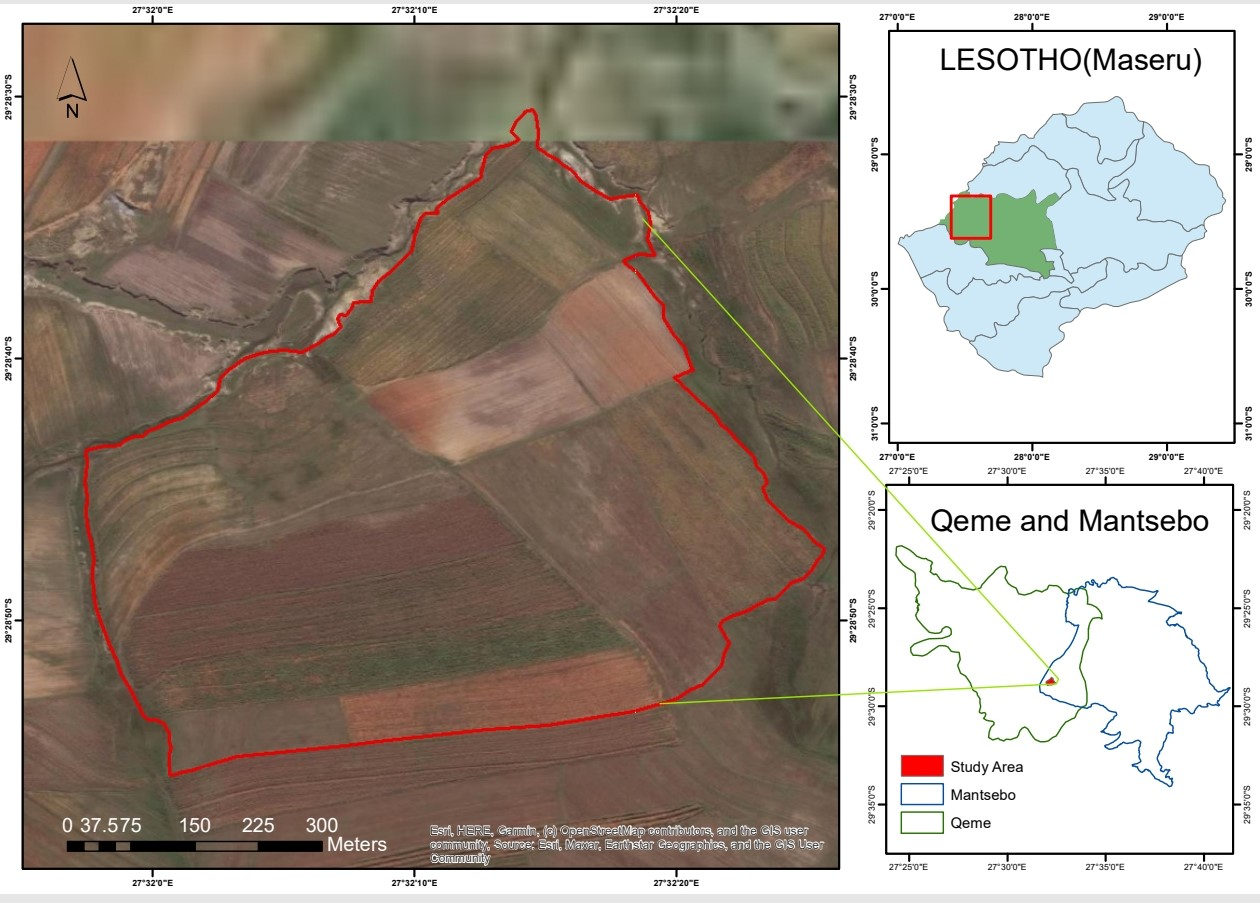 27°32'0"E 27°32'10"E 27°32'20"E
29°28'30"S
29°28'40"S
29°28'50"S
N
29°28'30"S
29°28'40"S
29°28'50"S
0 37.575 150 225 300
Meters
Esri, HERE, Garmin, (c) OpenStreetMap contributors, and the GIS user
community, Source: Esri, Maxar, Earthstar Geographics, and the GIS User
Community
27°32'0"E 27°32'10"E 27°32'20"E
27°0'0"E 28°0'0"E 29°0'0"E
LESOTHO(Maseru)
29°0'0"S
30°0'0"S
31°0'0"S
29°0'0"S
30°0'0"S
31°0'0"S
27°0'0"E 28°0'0"E 29°0'0"E
27°25'0"E 27°30'0"E 27°35'0"E 27°40'0"E
Qeme and Mantsebo
29°20'0"S
29°25'0"S
29°30'0"S
29°35'0"S
29°20'0"S
29°25'0"S
29°30'0"S
29°35'0"S
Study Area
Mantsebo
Qeme
27°25'0"E 27°30'0"E 27°35'0"E 27°40'0"E